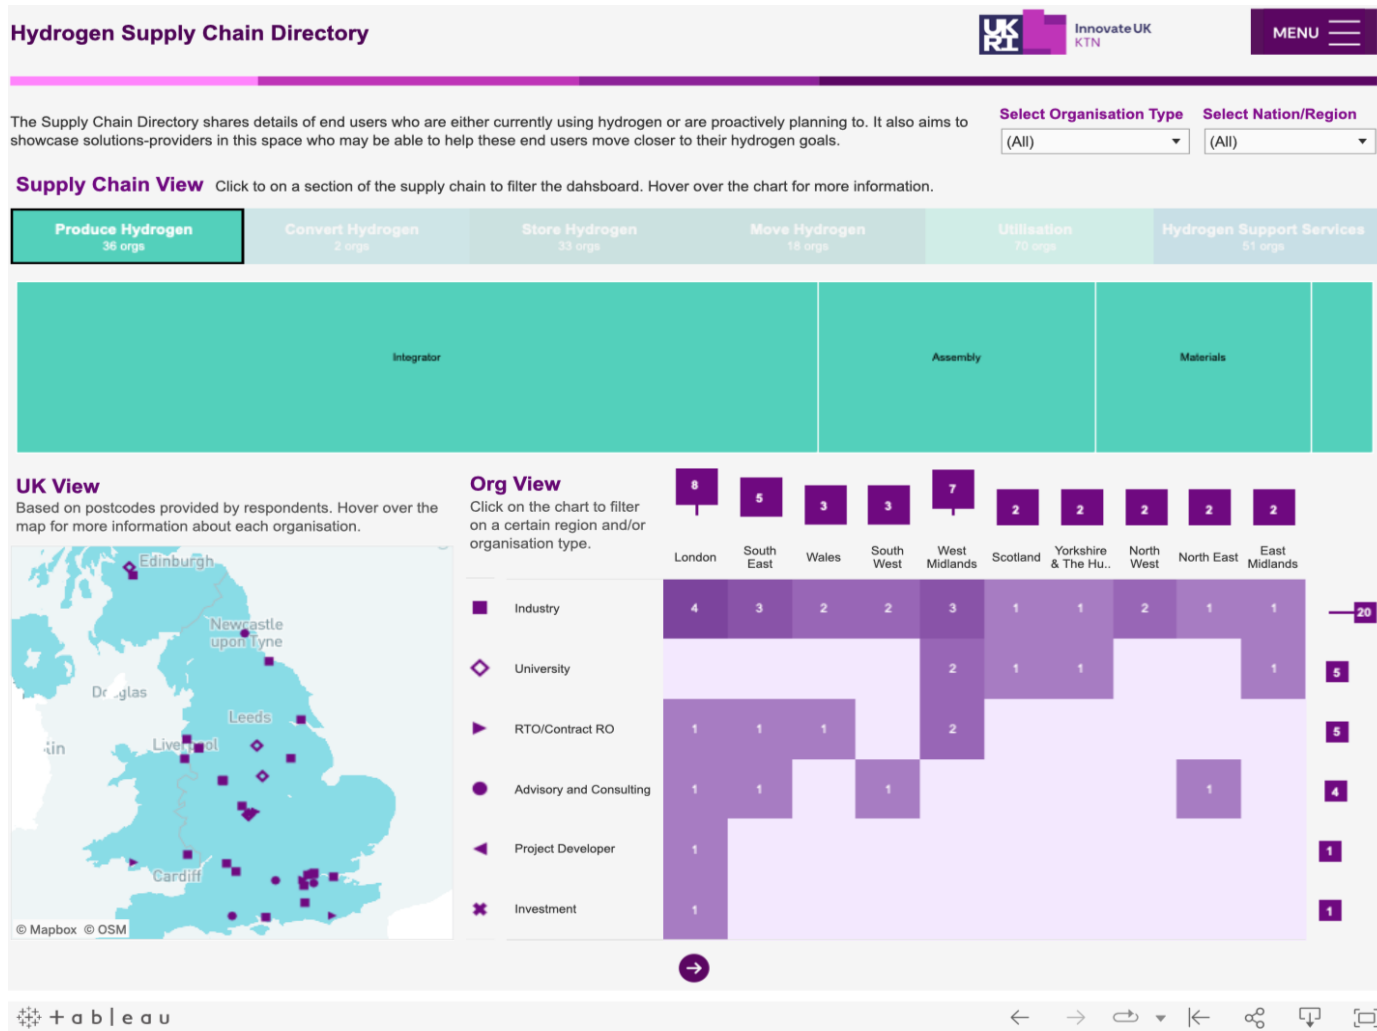 Hydrogen Supply Chain Directory
UK
RI
Innovate UK
KTN
MENU
The Supply Chain Directory shares details of end users who are either currently using hydrogen or are proactively planning to. It also aims to
showcase solutions-providers in this space who may be able to help these end users move closer to their hydrogen goals.
Select Organisation Type
Select Nation/Region
(All)
(All)
Supply Chain View Click to on a section of the supply chain to filter the dahsboard. Hover over the chart for more information.
Produce Hydrogen
36 orgs
Convert Hydrogen
2 orgs
Store Hydrogen
33 orgs
Move Hydrogen
18 orgs
Utilisation
70 orgs
Hydrogen Support Services
51 orgs
Integrator
Assembly
Materials
UK View
Based on postcodes provided by respondents. Hover over the
map for more information about each organisation.
Edinburgh
Newcastle
upon Tyne
Leeds
Cardiff
© Mapbox © OSM
Org View
Click on the chart to filter
on a certain region and/or
organisation type.
8 5 3 3 7 2 2 2 2 2
London
South
East
Wales
South
West
West
Midlands
Scotland
Yorkshire
& The Hu..
North
West
North East
East
Midlands
Industry 4 3 2 2 3 1 1 2 1 1 20
University 2 1 1 1 5
RTO/Contract RO 1 1 1 2 5
Advisory and Consulting 1 1 1 1 4
Project Developer 1 1
Investment 1 1
+ableau